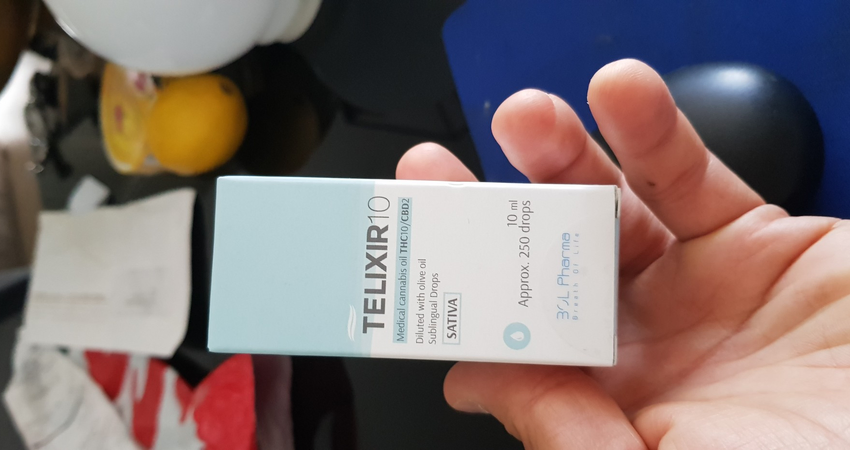 TELIXIR10
Medical cannabis oil THC10/CBD2
Diluted with olive oil
Sublingual Drops
SATIVA
10 ml
Approx. 250 drops
BOL Pharma
Breath Of Life